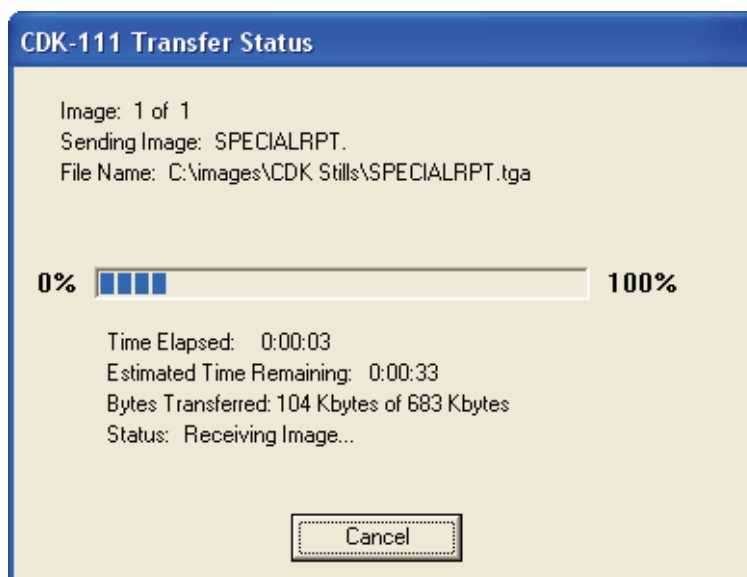 CDK-111 Transfer Status
Image: 1 of 1
Sending Image: SPECIALRPT.
File Name: C:\images\CDK Stills\SPECIALRPT.tga
0% 100%
Time Elapsed: 0:00:03
Estimated Time Remaining: 0:00:33
Bytes Transferred: 104 Kbytes of 683 Kbytes
Status: Receiving Image...
Cancel